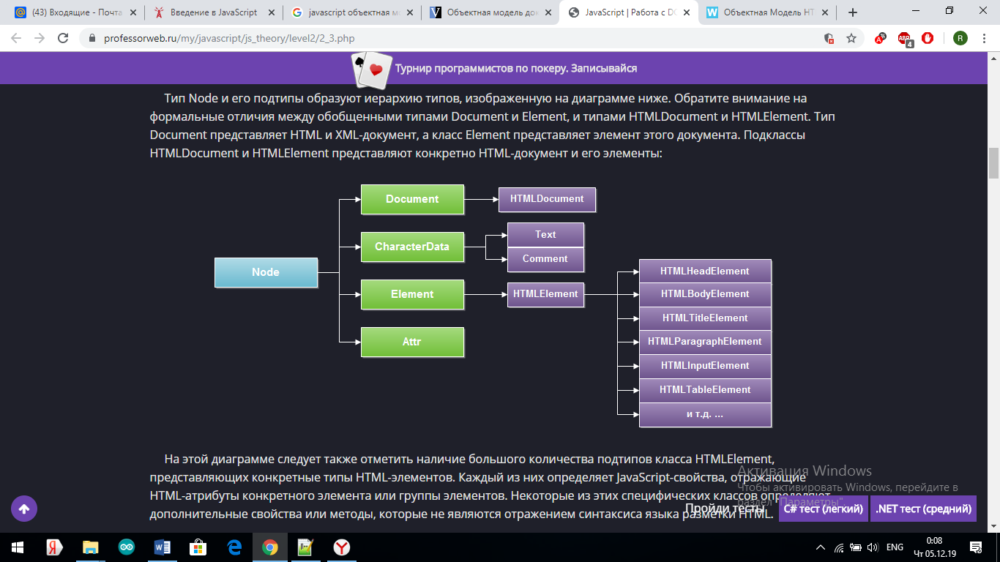 (43) Входящие - Почта
Введение в JavaScript
javascript объектная м
Объектная модель док
JavaScript | Работа с DO
Объектная Модель HT
professorweb.ru/my/javascript/js_theory/level2/2_3.php
ABP
4
R
Турнир программистов по покеру. Записывайся
Тип Node и его подтипы образуют иерархию типов, изображенную на диаграмме ниже. Обратите внимание на
формальные отличия между обобщенными типами Document и Element, и типами HTMLDocument и HTMLElement. Тип
Document представляет HTML и XML-документ, а класс Element представляет элемент этого документа. Подклассы
HTMLDocument и HTMLElement представляют конкретно HTML-документ и его элементы:
Node
Document
CharacterData
Element
Attr
HTMLDocument
Text
Comment
HTMLElement
HTMLHeadElement
HTMLBodyElement
HTMLTitleElement
HTMLParagraphElement
HTMLInputElement
HTMLTableElement
и т.д. ...
На этой диаграмме следует также отметить наличие большого количества подтипов класса HTMLElement,
представляющих конкретные типы HTML-элементов. Каждый из них определяет JavaScript-свойства, отражающие
HTML-атрибуты конкретного элемента или группы элементов. Некоторые из этих специфических классов определяют
дополнительные свойства или методы, которые не являются отражением синтаксиса языка разметки HTML.
Активация Windows
Чтобы активировать Windows, перейдите в
раздел "Параметры".
Пройди тесты
C# тест (легкий)
.NET тест (средний)
ENG
0:08
Чт 05.12.19